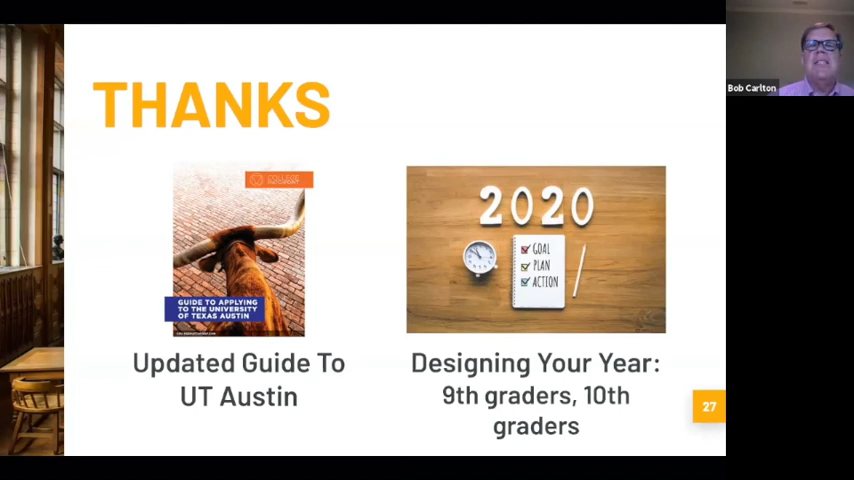 Bob Carlton
THANKS
COLLEGE
MATCHPOINT
GUIDE TO APPLYING
TO THE UNIVERSITY
OF TEXAS AUSTIN
Updated Guide To
UT Austin
2020
GOAL
PLAN
ACTION
Designing Your Year:
9th graders, 10th
graders
27